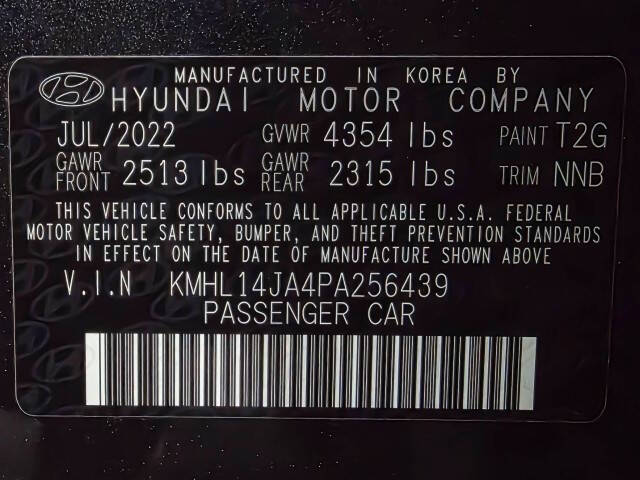 MANUFACTURED IN KOREA BY
HYUNDAI MOTOR COMPANY
JUL/2022 GVWR 4354 lbs PAINT T2G
GAWR FRONT 2513 lbs GAWR REAR 2315 lbs TRIM NNB
THIS VEHICLE CONFORMS TO ALL APPLICABLE U.S.A. FEDERAL
MOTOR VEHICLE SAFETY, BUMPER, AND THEFT PREVENTION STANDARDS
IN EFFECT ON THE DATE OF MANUFACTURE SHOWN ABOVE
V.I.N KMHL14JA4PA256439
PASSENGER CAR